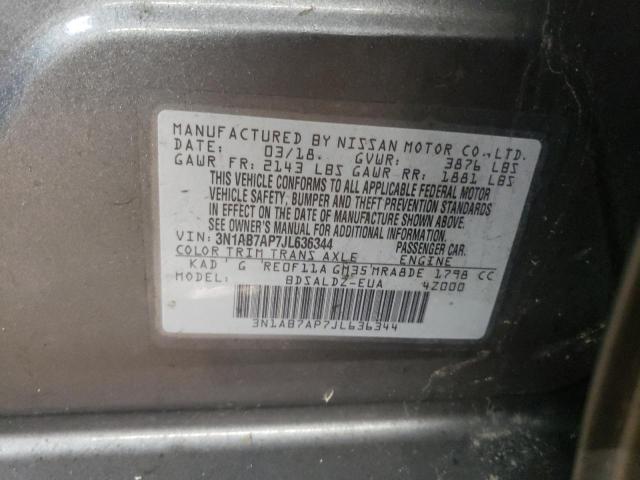 MANUFACTURED BY NISSAN MOTOR CO.,LTD.
DATE: 03/18. GVWR: 3876 LBS
GAWR FR: 2143 LBS GAWR RR: 1881 LBS
THIS VEHICLE CONFORMS TO ALL APPLICABLE FEDERAL MOTOR
VEHICLE SAFETY, BUMPER AND THEFT PREVENTION STANDARDS
IN EFFECT ON THE DATE OF MANUFACTURE SHOWN ABOVE.
SEE OWNER'S MANUAL FOR ADDITIONAL INFORMATION.
VIN: 3N1AB7AP7JL636344 PASSENGER CAR.
COLOR TRIM TRANS AXLE ENGINE
KAD G RE0F11A GM35 MRA8DE 1798 CC
MODEL: BDSALDZ-EUA 4Z000
3N1AB7AP7JL636344